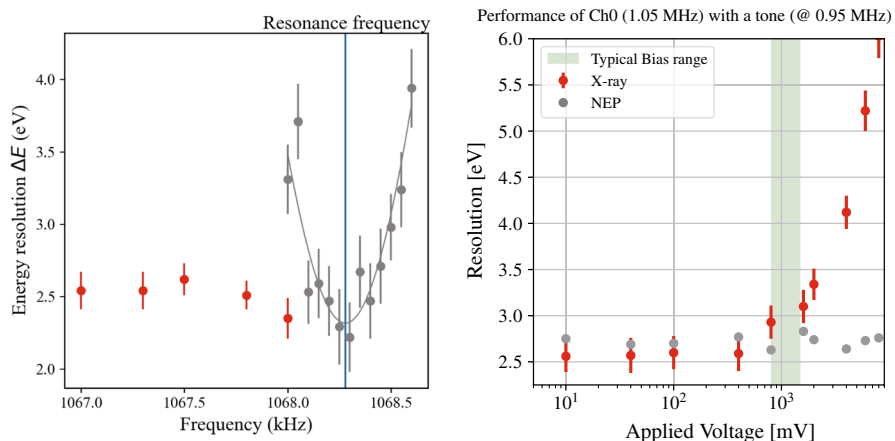 Resonance frequency
Energy resolution ΔE (eV)
4.0
3.5
3.0
2.5
2.0
1067.0
1067.5
1068.0
1068.5
Frequency (kHz)
Performance of Ch0 (1.05 MHz) with a tone (@ 0.95 MHz)
Typical Bias range
X-ray
NEP
Resolution [eV]
6.0
5.5
5.0
4.5
4.0
3.5
3.0
2.5
10¹
10²
10³
Applied Voltage [mV]